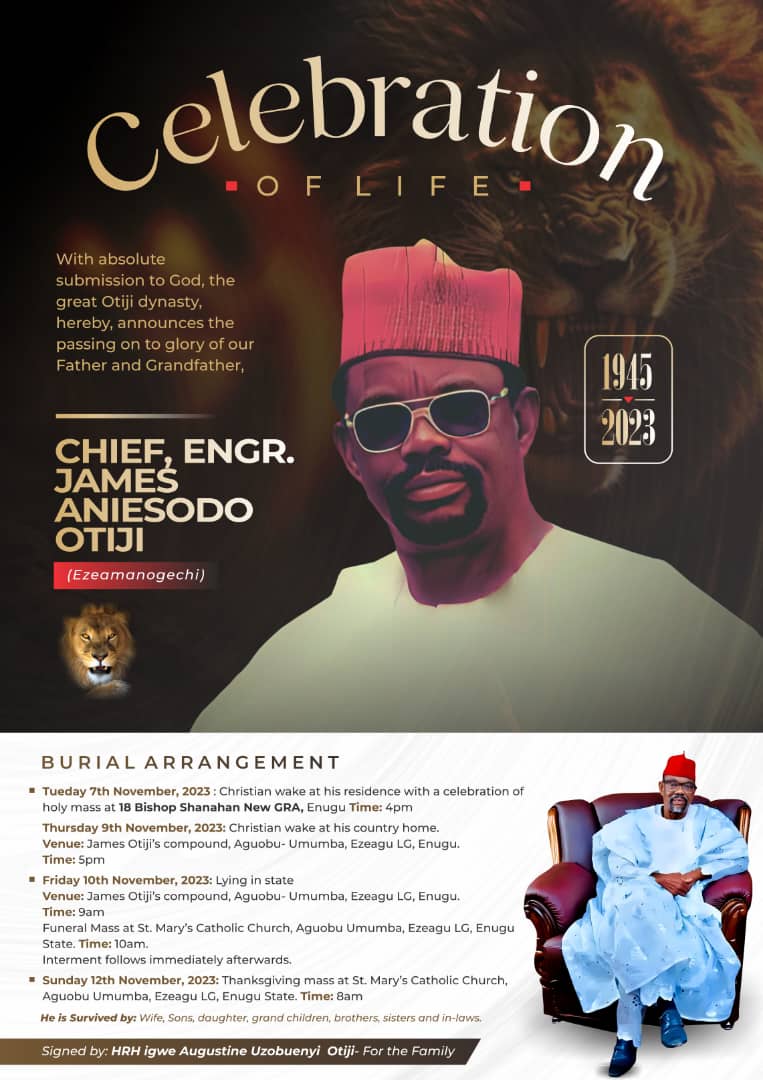 Celebration
OF LIFE
With absolute
submission to God, the
great Otiji dynasty,
hereby, announces the
passing on to glory of our
Father and Grandfather,
1945
2023
CHIEF, ENGR.
JAMES
ANIESODO
OTIJI
(Ezeamanogechi)
BURIAL ARRANGEMENT
Tueday 7th November, 2023 : Christian wake at his residence with a celebration of
holy mass at 18 Bishop Shanahan New GRA, Enugu Time: 4pm
Thursday 9th November, 2023: Christian wake at his country home.
Venue: James Otiji's compound, Aguobu- Umumba, Ezeagu LG, Enugu.
Time: 5pm
Friday 10th November, 2023: Lying in state
Venue: James Otiji's compound, Aguobu- Umumba, Ezeagu LG, Enugu.
Time: 9am
Funeral Mass at St. Mary's Catholic Church, Aguobu Umumba, Ezeagu LG, Enugu
State. Time: 10am.
Interment follows immediately afterwards.
Sunday 12th November, 2023: Thanksgiving mass at St. Mary's Catholic Church,
Aguobu Umumba, Ezeagu LG, Enugu State. Time: 8am
He is Survived by: Wife, Sons, daughter, grand children, brothers, sisters and in-laws.
Signed by: HRH igwe Augustine Uzobuenyi Otiji- For the Family